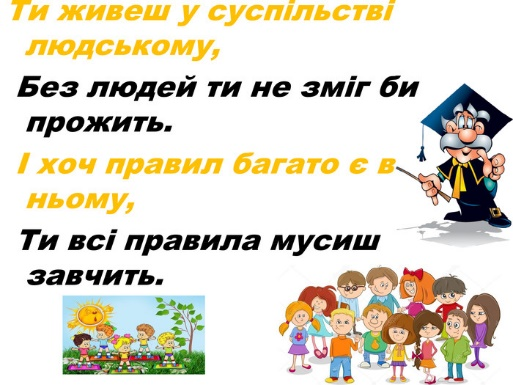 Ти живеш у суспільстві
людському,
Без людей ти не зміг би
прожить.
І хоч правил багато є в
ньому,
Ти всі правила мусиш
завчить.